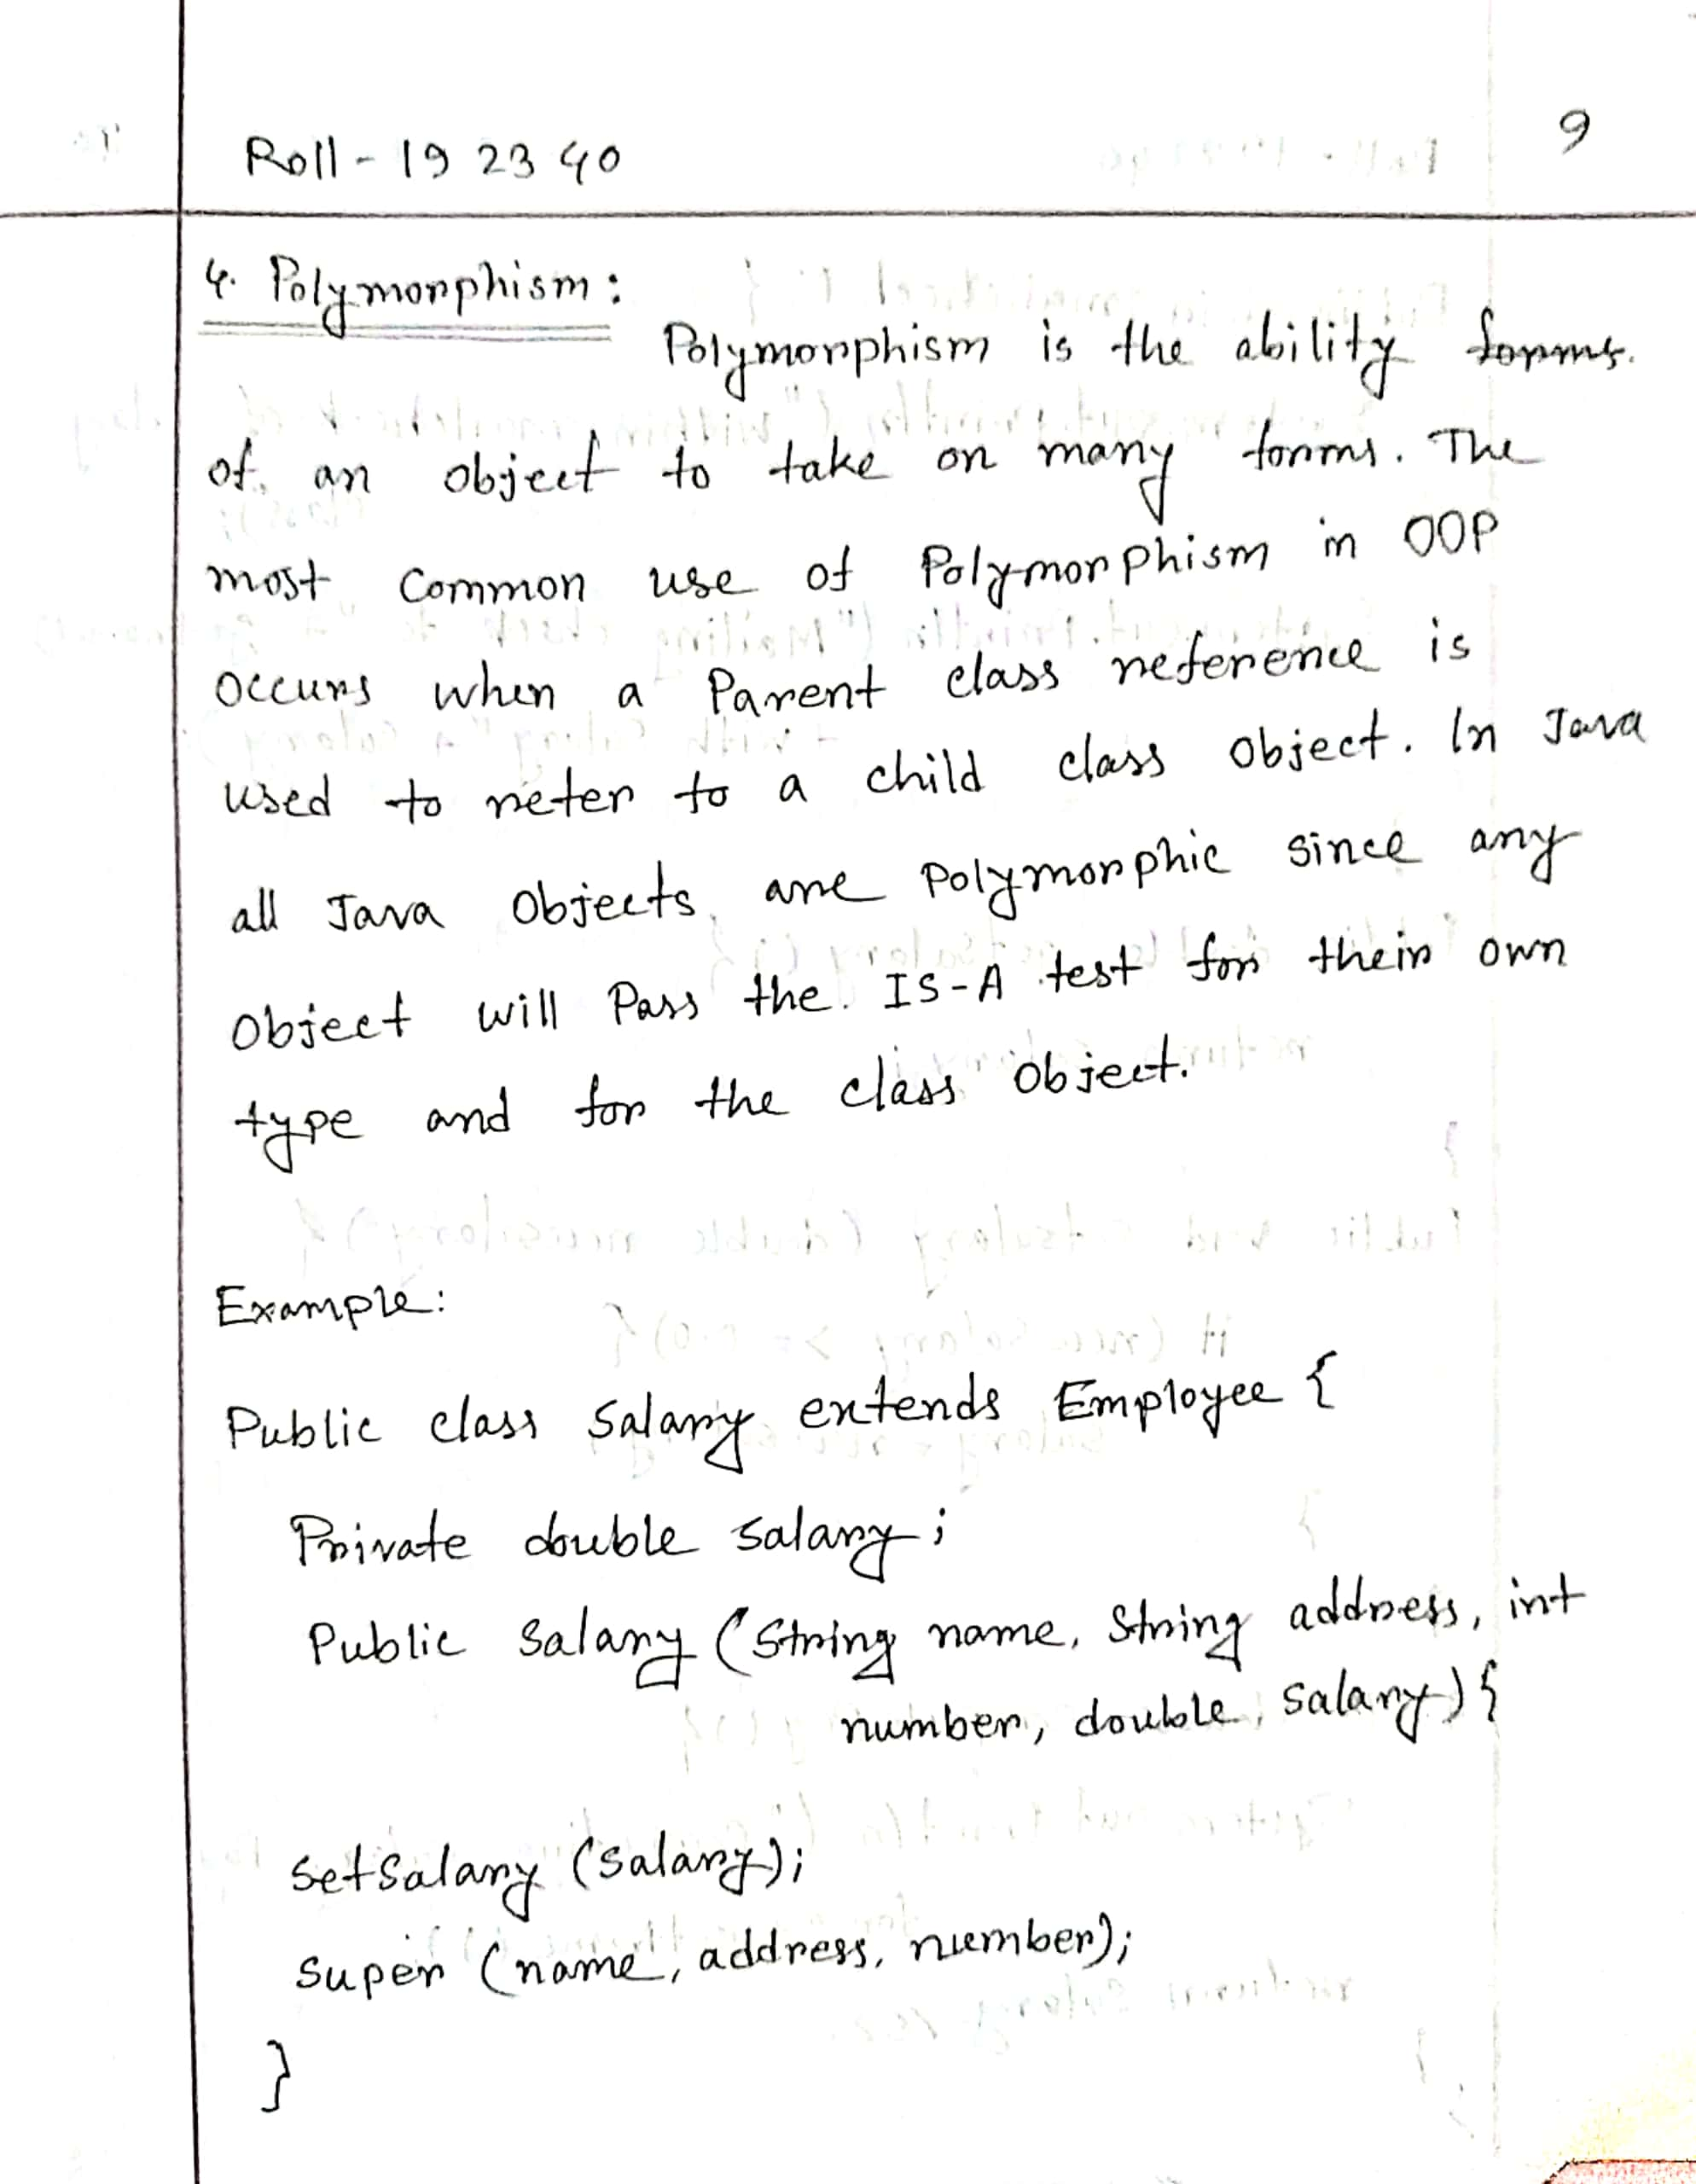 Roll - 19 23 40
9
4. Polymorphism:
Polymorphism is the ability forms.
of an object to take on many forms. The
most common use of Polymorphism in OOP
occurs when a Parent class reference is
used to refer to a child class object. In Java
all Java objects are polymorphic since any
object will Pass the IS-A test for their own
type and for the class object.
Example:
Public class Salary extends Employee {
Private double salary;
Public salary (String name, String address, int
number, double, salary) {
setSalary (salary);
super (name, address, number);
}